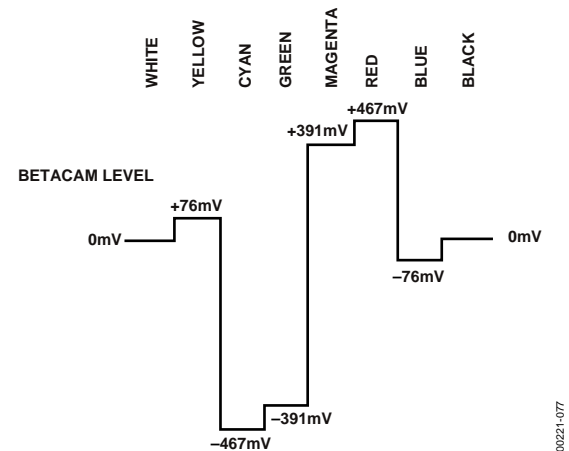 WHITE
YELLOW
CYAN
GREEN
MAGENTA
RED
BLUE
BLACK
+467mV
+391mV
BETACAM LEVEL
+76mV
0mV
0mV
–76mV
–391mV
–467mV
00221-077